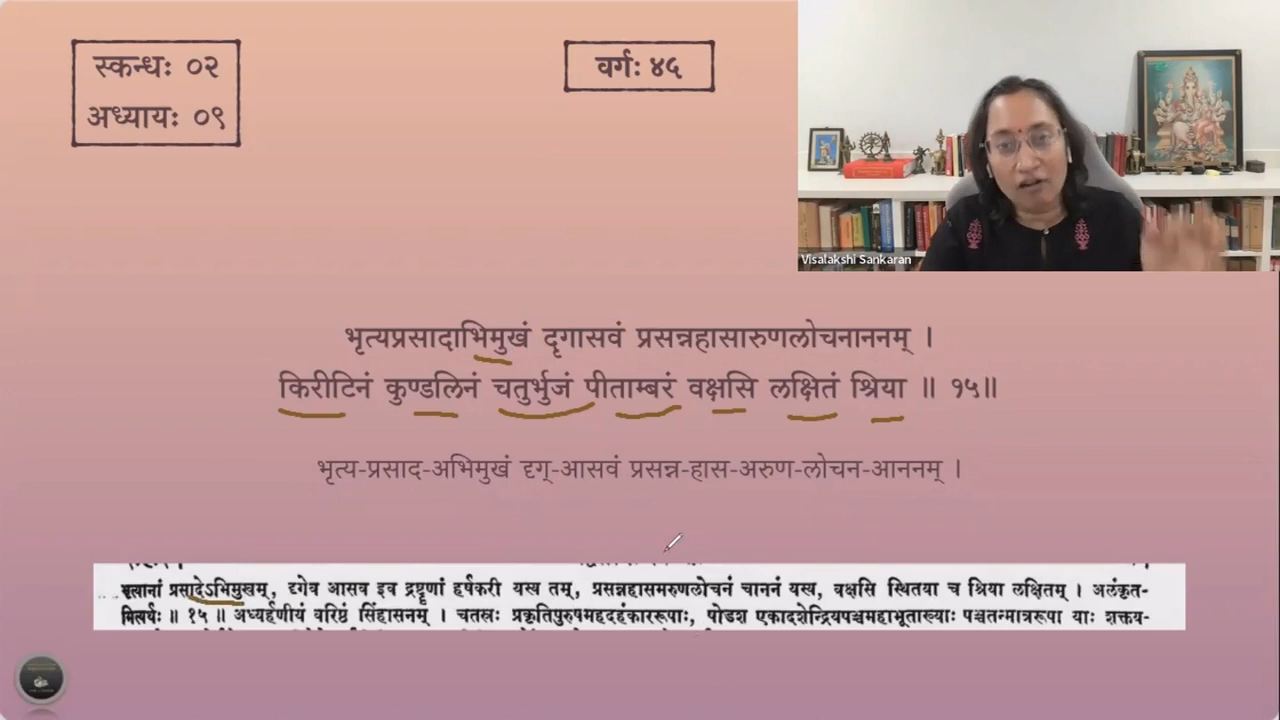 स्कन्धः ०२
अध्यायः ०९
वर्गः ४५
Visalakshi Sankaran
भृत्यप्रसादाभिमुखं दृगासवं प्रसन्नहासारुणलोचनाननम् ।
किरीटिनं कुण्डलिनं चतुर्भुजं पीताम्बरं वक्षसि लक्षितं श्रिया ॥ १५॥
भृत्य-प्रसाद-अभिमुखं दृग्-आसवं प्रसन्न-हास-अरुण-लोचन-आननम् ।
भृत्यानां प्रसादेऽभिमुखम्, दृगेव आसव इव द्रष्टॄणां हर्षकरी यस्य तम्, प्रसन्नहासमरुणलोचनं चाननं यस्य, वक्षसि स्थितया च श्रिया लक्षितम् । अलंकृत-
मित्यर्थः ॥ १५ ॥ अध्यर्हणीयं वरिष्ठं सिंहासनम् । चतस्रः प्रकृतिपुरुषमहदहंकाररूपाः, षोडश एकादशेन्द्रियपञ्चमहाभूताख्याः पञ्चतन्मात्ररूपा याः शक्तय-